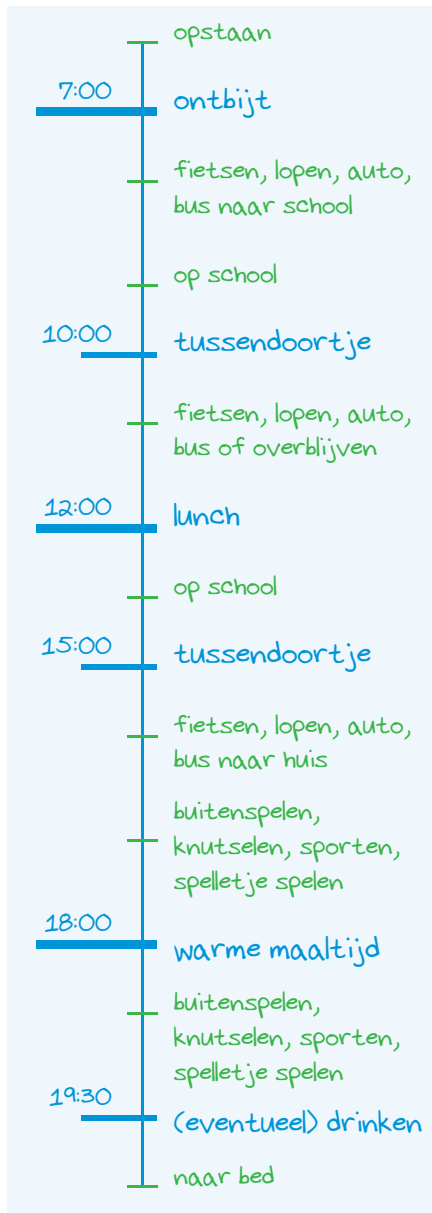 opstaan
7:00 ontbijt
fietsen, lopen, auto,
bus naar school
op school
10:00 tussendoortje
fietsen, lopen, auto,
bus of overblijven
12:00 lunch
op school
15:00 tussendoortje
fietsen, lopen, auto,
bus naar huis
buitenspelen,
knutselen, sporten,
spelletje spelen
18:00 warme maaltijd
buitenspelen,
knutselen, sporten,
spelletje spelen
19:30 (eventueel) drinken
naar bed